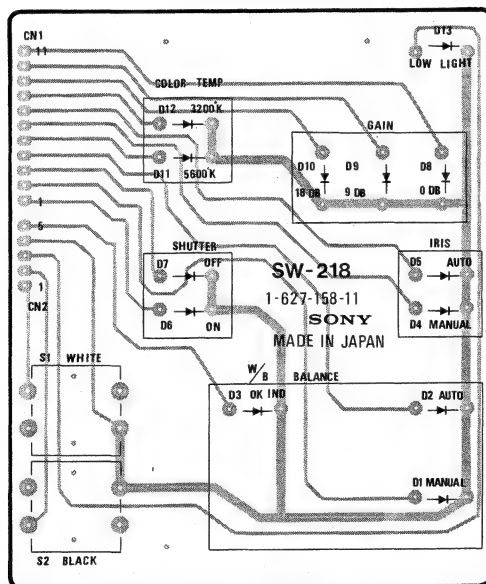 CN1
D13
11
LOW LIGHT
COLOR TEMP
D12 3200°K
GAIN
D10 D9 D8
D11 5600°K
18 DB 9 DB 0 DB
1
5
SHUTTER
IRIS
D7 OFF
SW-218
D5 AUTO
1
1-627-158-11
CN2
D6 ON
SONY
D4 MANUAL
MADE IN JAPAN
S1 WHITE
W/B BALANCE
D3 OK IND
D2 AUTO
D1 MANUAL
S2 BLACK